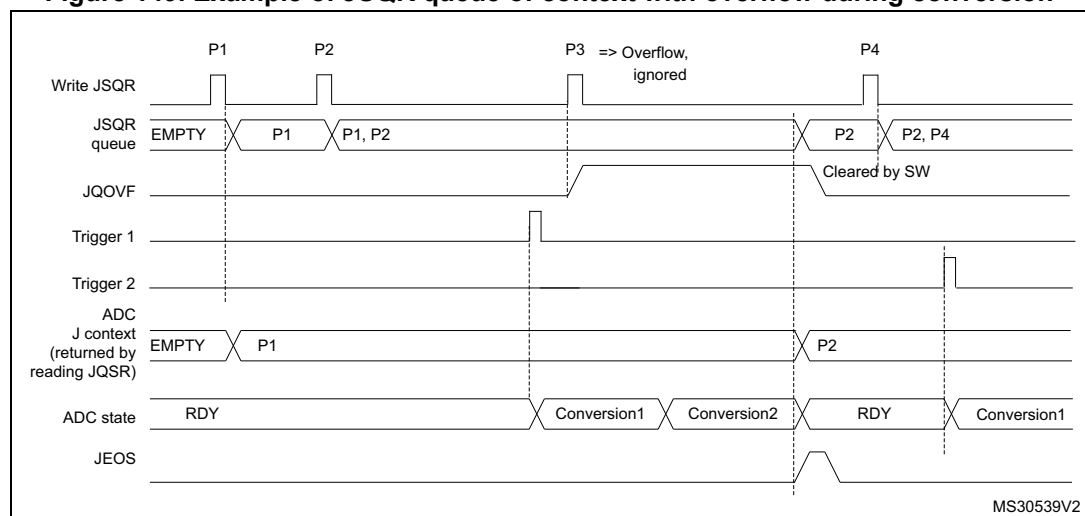 Figure 140. Example of JSQR queue of context with overflow during conversion
P1 P2 P3 => Overflow, P4
ignored
Write JSQR
JSQR
queue
EMPTY P1 P1, P2 P2 P2, P4
Cleared by SW
JQOVF
Trigger 1
Trigger 2
ADC
J context
(returned by
reading JQSR)
EMPTY P1 P2
ADC state RDY Conversion1 Conversion2 RDY Conversion1
JEOS
MS30539V2